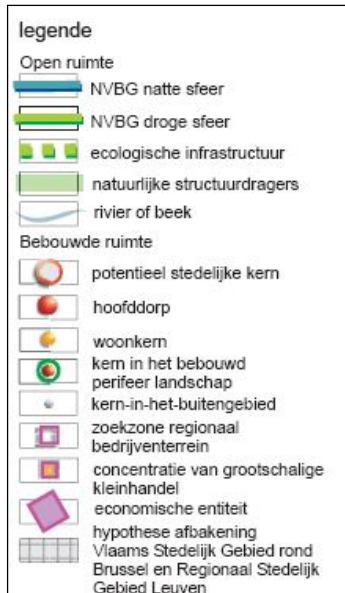 legende
Open ruimte
NVBG natte sfeer
NVBG droge sfeer
ecologische infrastructuur
natuurlijke structuurdragers
rivier of beek
Bebouwde ruimte
potentieel stedelijke kern
hoofddorp
woonkern
kern in het bebouwd
perifeer landschap
kern-in-het-buitengebied
zoekzone regionaal
bedrijventerrein
concentratie van grootschalige
kleinhandel
economische entiteit
hypothese afbakening
Vlaams Stedelijk Gebied rond
Brussel en Regionaal Stedelijk
Gebied Leuven